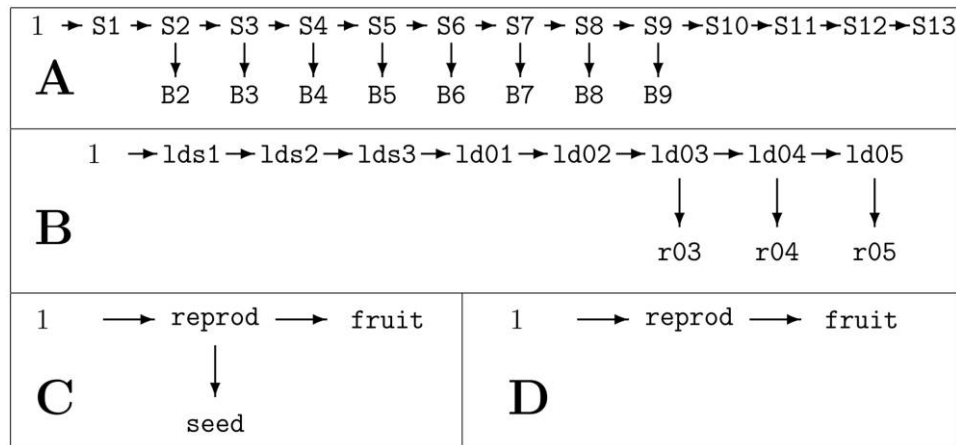 1 → S1 → S2 → S3 → S4 → S5 → S6 → S7 → S8 → S9 → S10 → S11 → S12 → S13
A
B2 B3 B4 B5 B6 B7 B8 B9
1 → lds1 → lds2 → lds3 → ld01 → ld02 → ld03 → ld04 → ld05
B
r03 r04 r05
1 → reprod → fruit
C
seed
1 → reprod → fruit
D